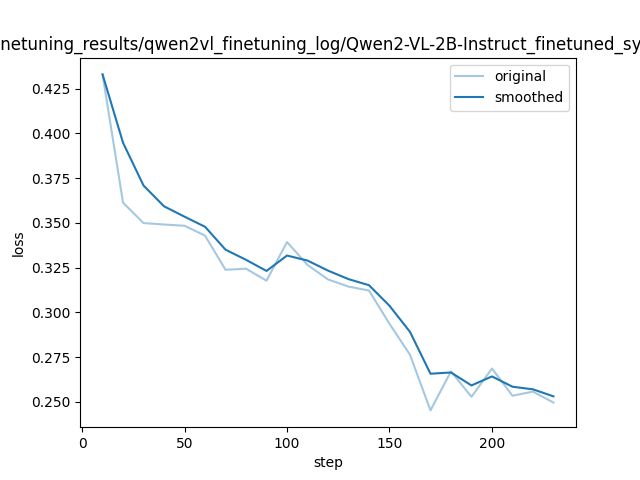 netuning_results/qwen2vl_finetuning_log/Qwen2-VL-2B-Instruct_finetuned_sy
original
smoothed
0.425
0.400
0.375
0.350
0.325
0.300
0.275
0.250
loss
0
50
100
150
200
step